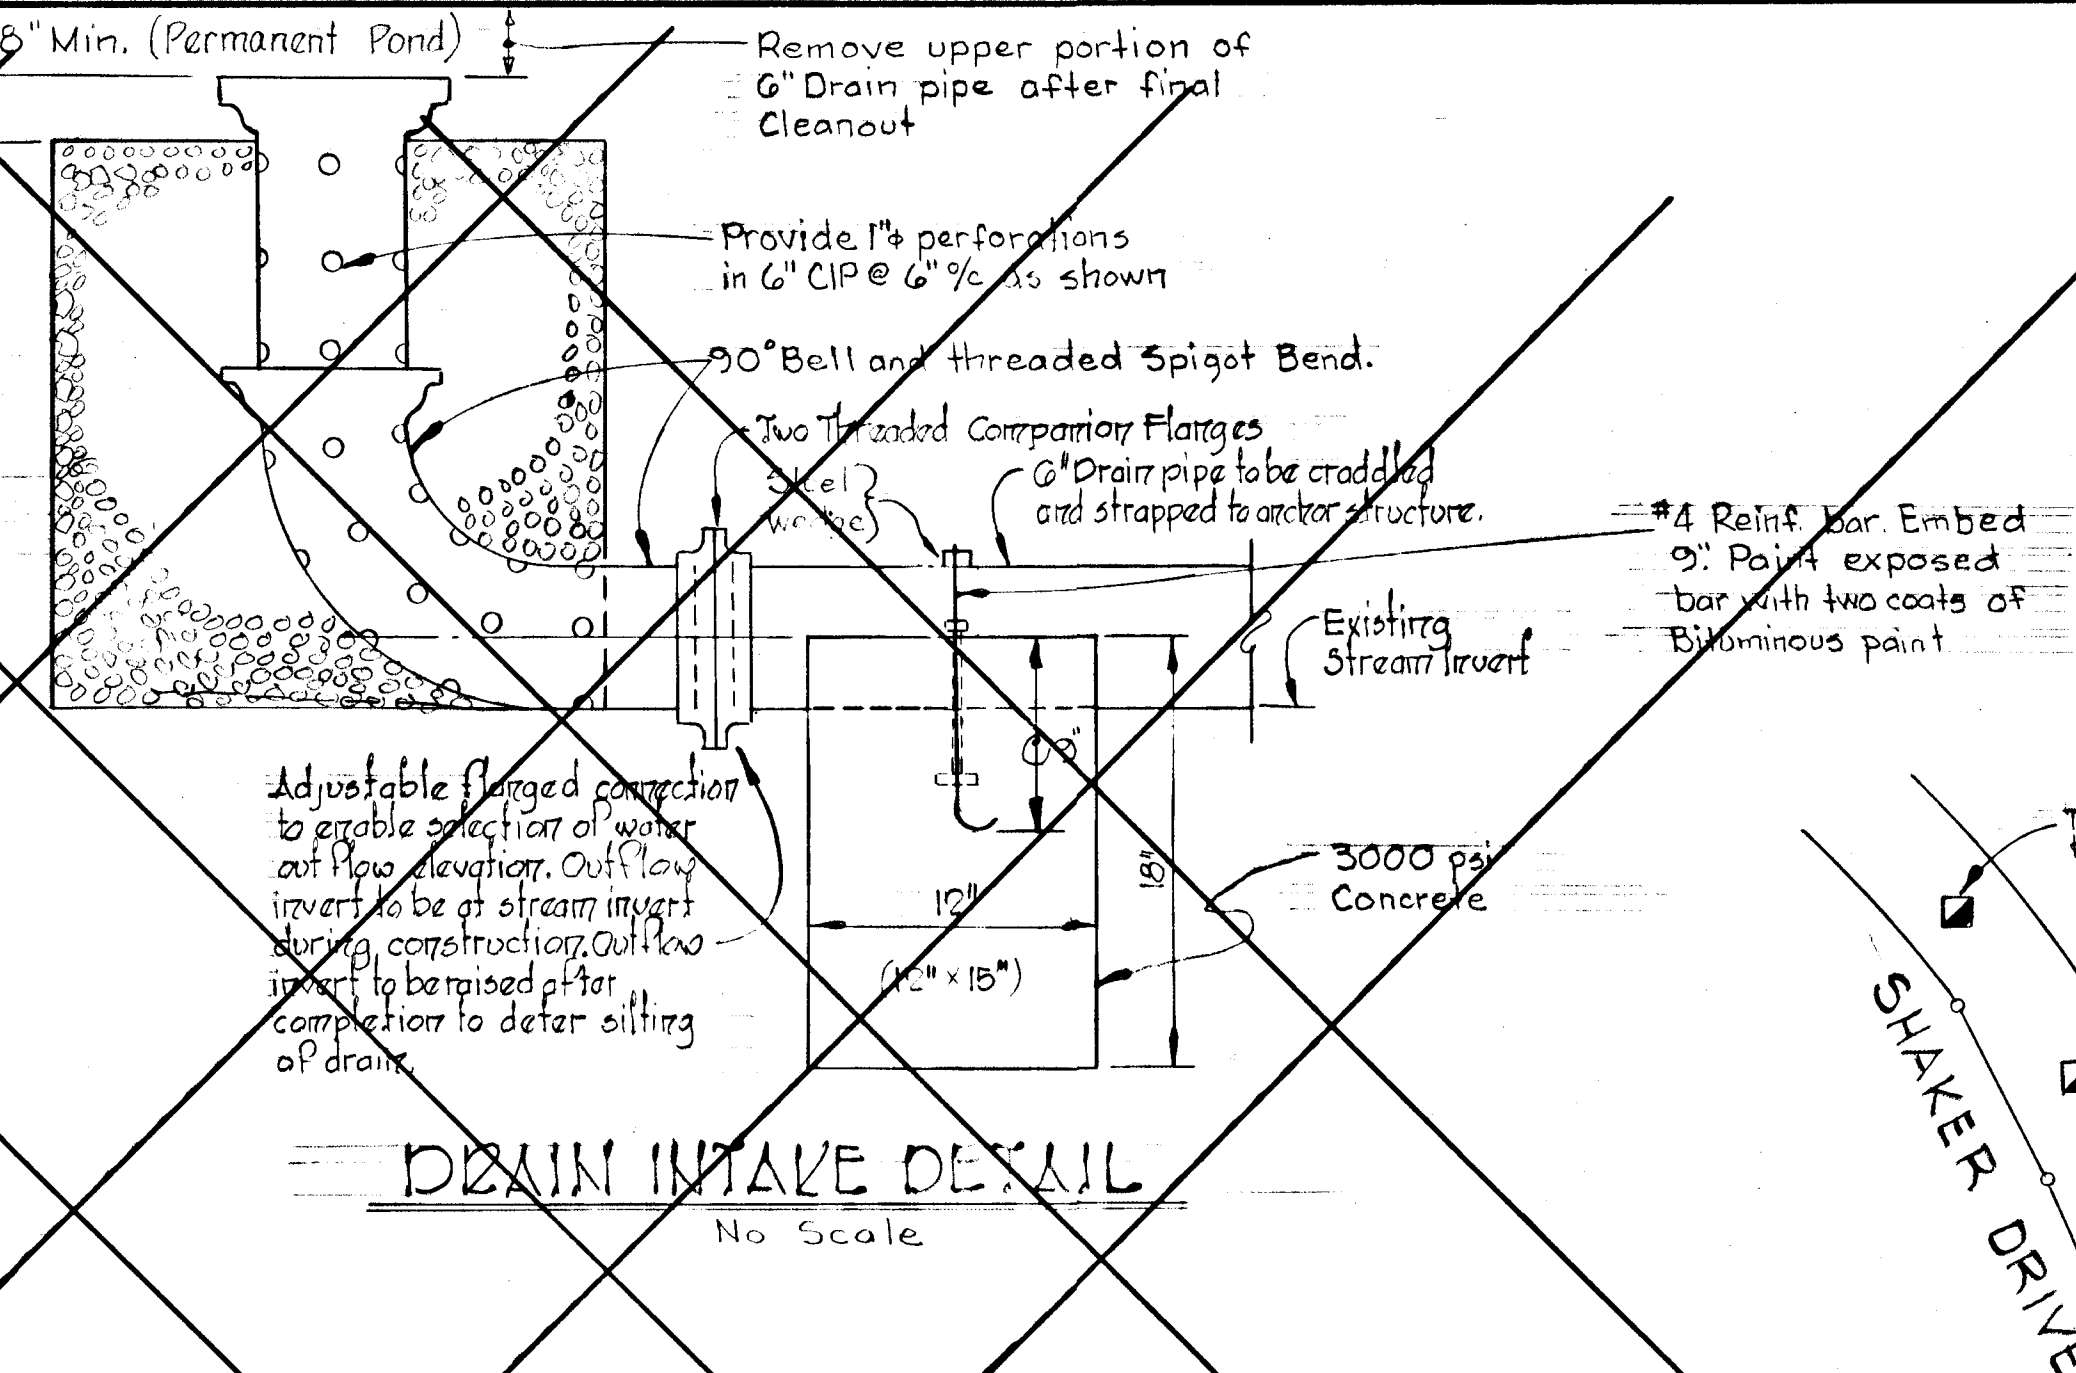 8" Min. (Permanent Pond)
Remove upper portion of
6" Drain pipe after final
Cleanout
Provide 1"ϕ perforations
in 6" CIP @ 6" o/c as shown
90° Bell and threaded Spigot Bend.
Two Threaded Companion Flanges
Steel
Wedge
6" Drain pipe to be craddled
and strapped to anchor structure.
#4 Reinf. bar. Embed
9". Paint exposed
bar with two coats of
Bituminous paint
Existing
Stream Invert
9"
18"
12"
(12" x 15")
3000 psi
Concrete
Adjustable flanged connection
to enable selection of water
out flow elevation. Outflow
invert to be at stream invert
during construction. Outflow
invert to be raised after
completion to deter silting
of drain.
DRAIN INTAKE DETAIL
No Scale
SHAKER DRIVE